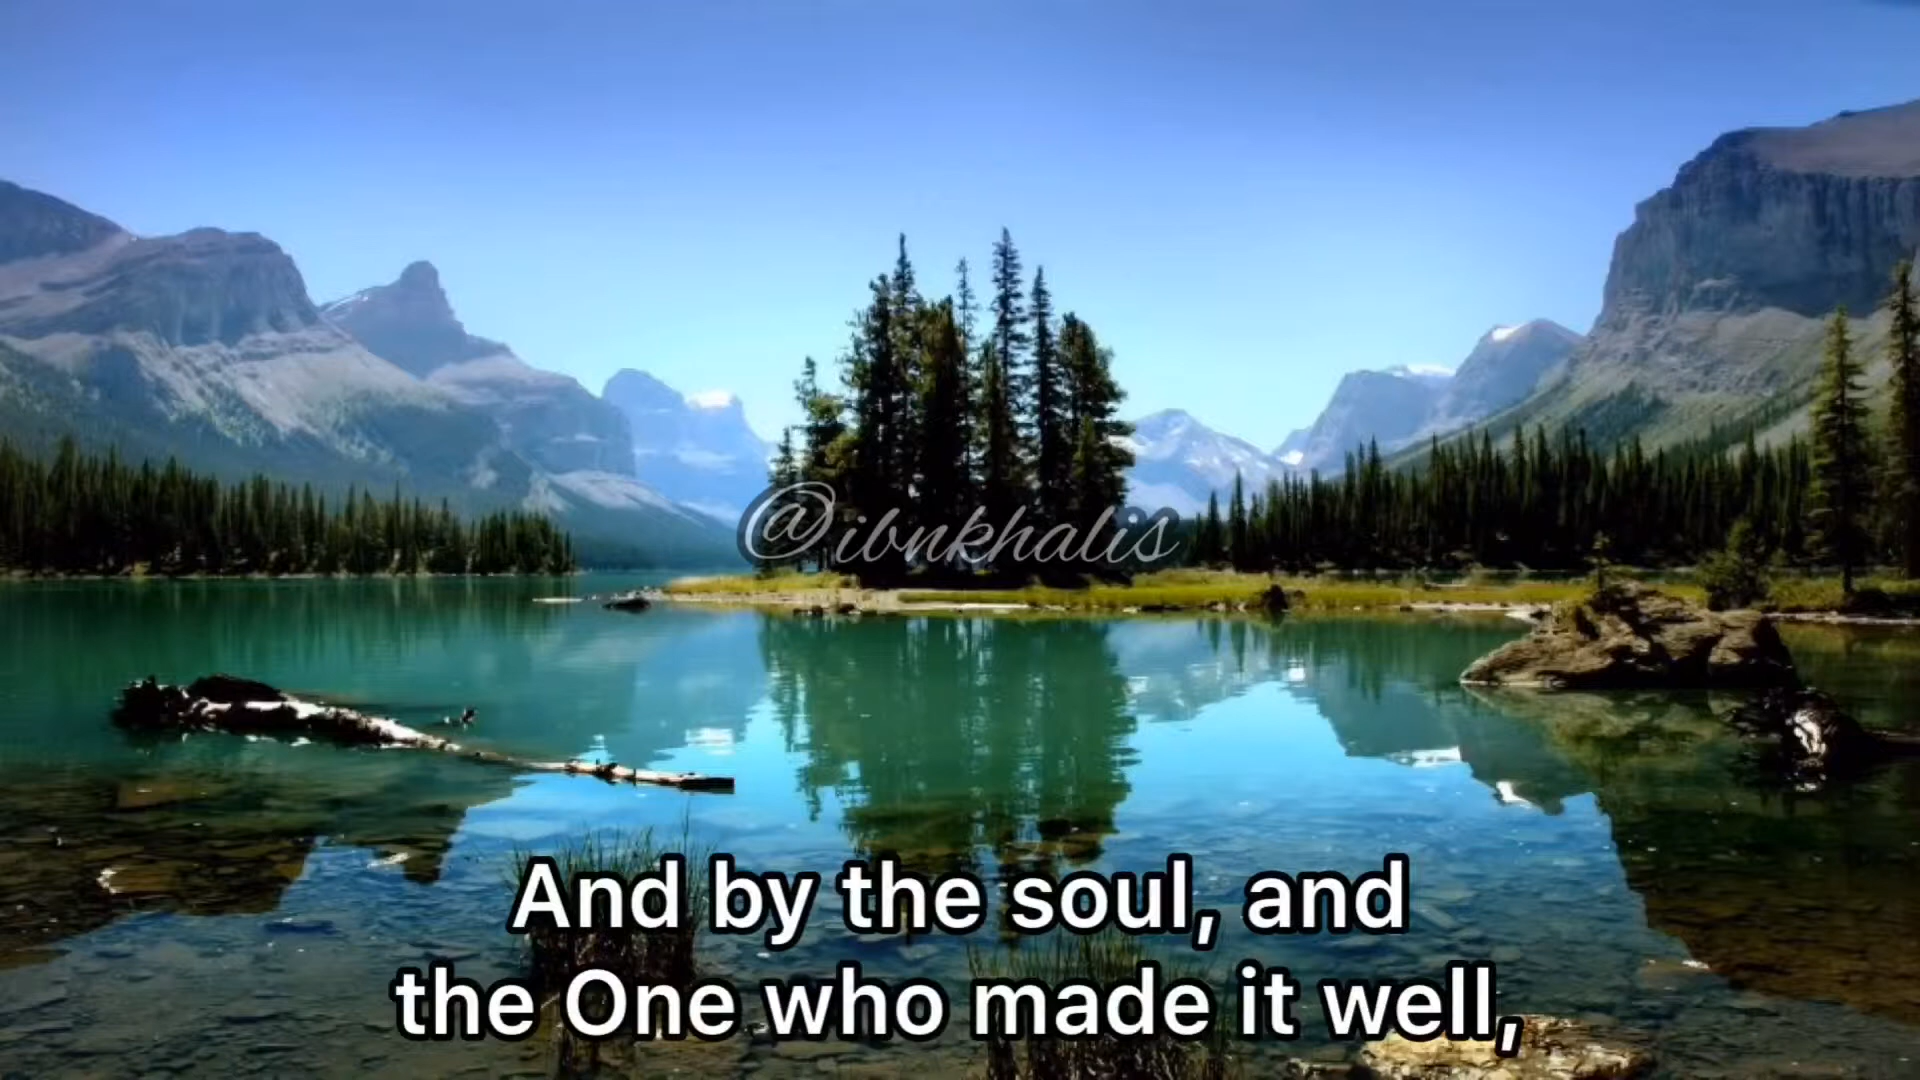 @ibnkhalis
And by the soul, and
the One who made it well,